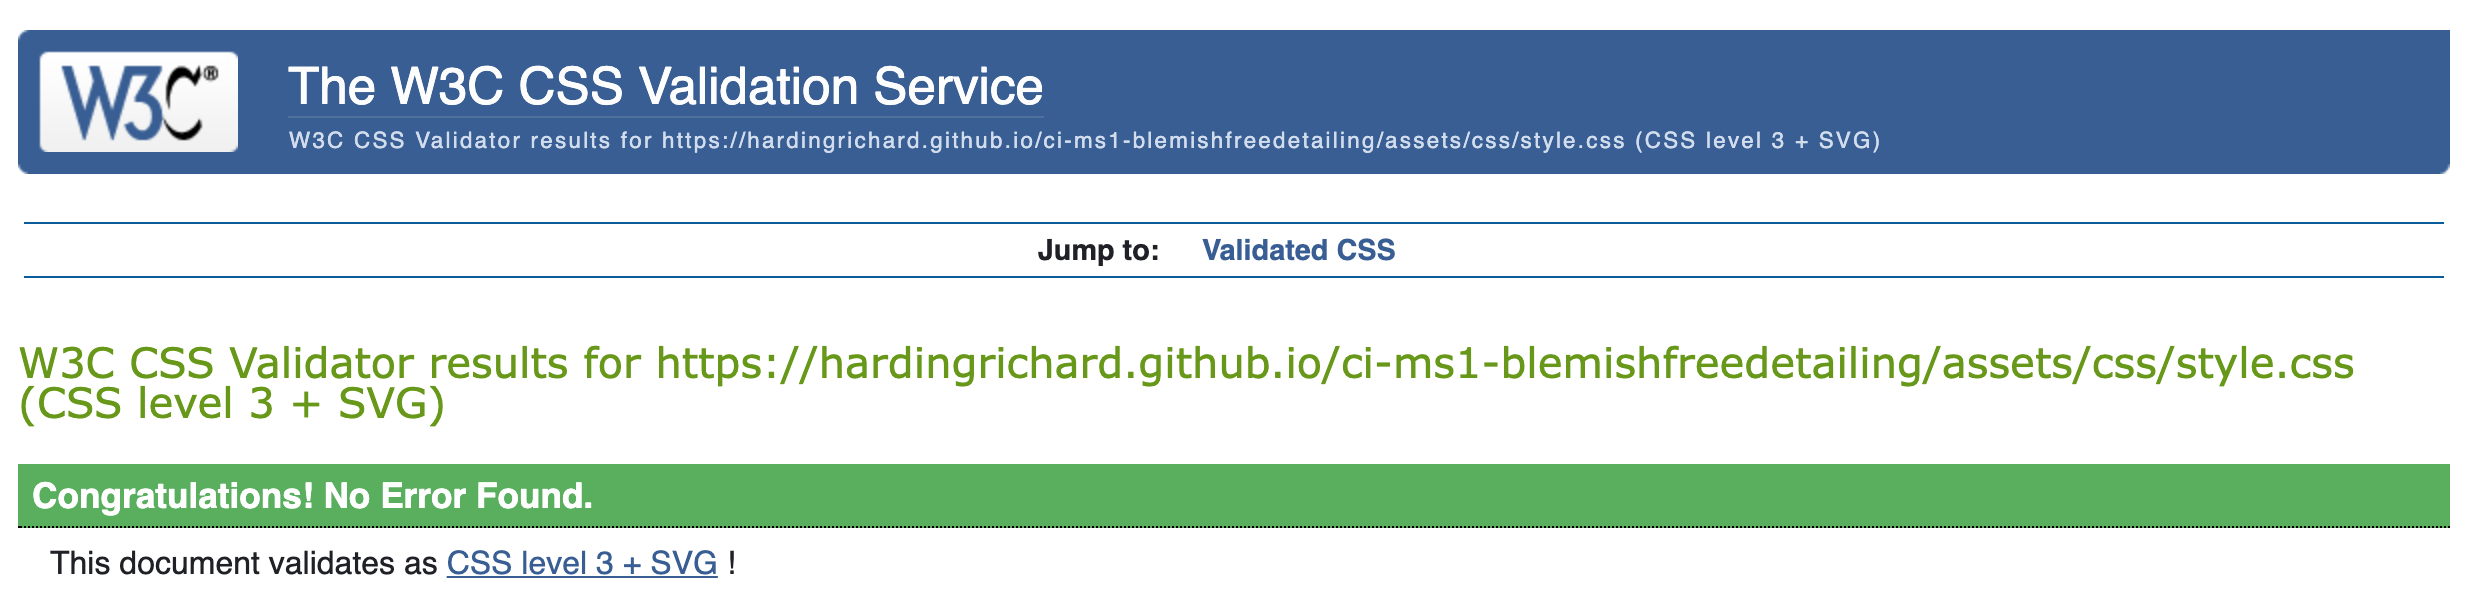 W3C®
The W3C CSS Validation Service
W3C CSS Validator results for https://hardingrichard.github.io/ci-ms1-blemishfreedetailing/assets/css/style.css (CSS level 3 + SVG)
Jump to: Validated CSS
W3C CSS Validator results for https://hardingrichard.github.io/ci-ms1-blemishfreedetailing/assets/css/style.css
(CSS level 3 + SVG)
Congratulations! No Error Found.
This document validates as CSS level 3 + SVG !